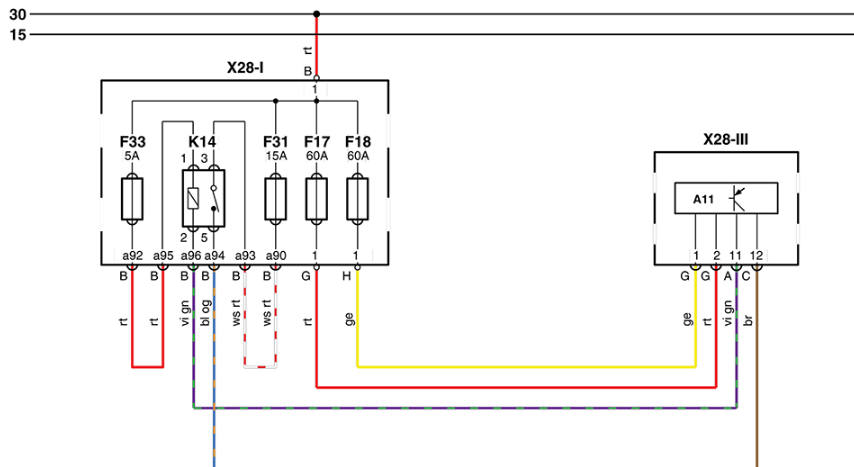 30
15
rt
X28-I
B
1
F33 K14 F31 F17 F18
5A 15A 60A 60A
1 3
X28-III
A11
2 5
a92 a95 a96 a94 a93 a90 1 1
1 2 11 12
B B B B B B G H
G G A C
rt rt vi gn bl og ws rt ws rt rt ge
ge rt vi gn br